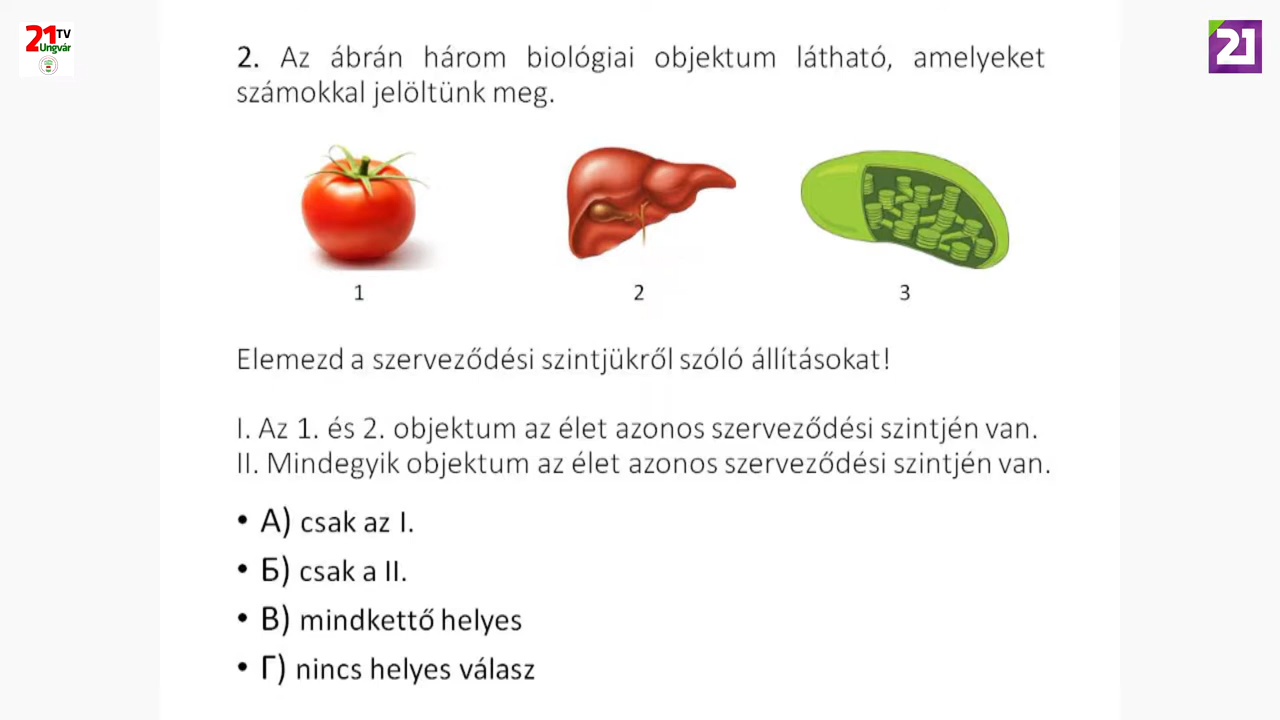 21 TV
Ungvár
21
2. Az ábrán három biológiai objektum látható, amelyeket
számokkal jelöltünk meg.
1
2
3
Elemezd a szerveződési szintjükről szóló állításokat!
I. Az 1. és 2. objektum az élet azonos szerveződési szintjén van.
II. Mindegyik objektum az élet azonos szerveződési szintjén van.
• А) csak az I.
• Б) csak a II.
• В) mindkettő helyes
• Г) nincs helyes válasz